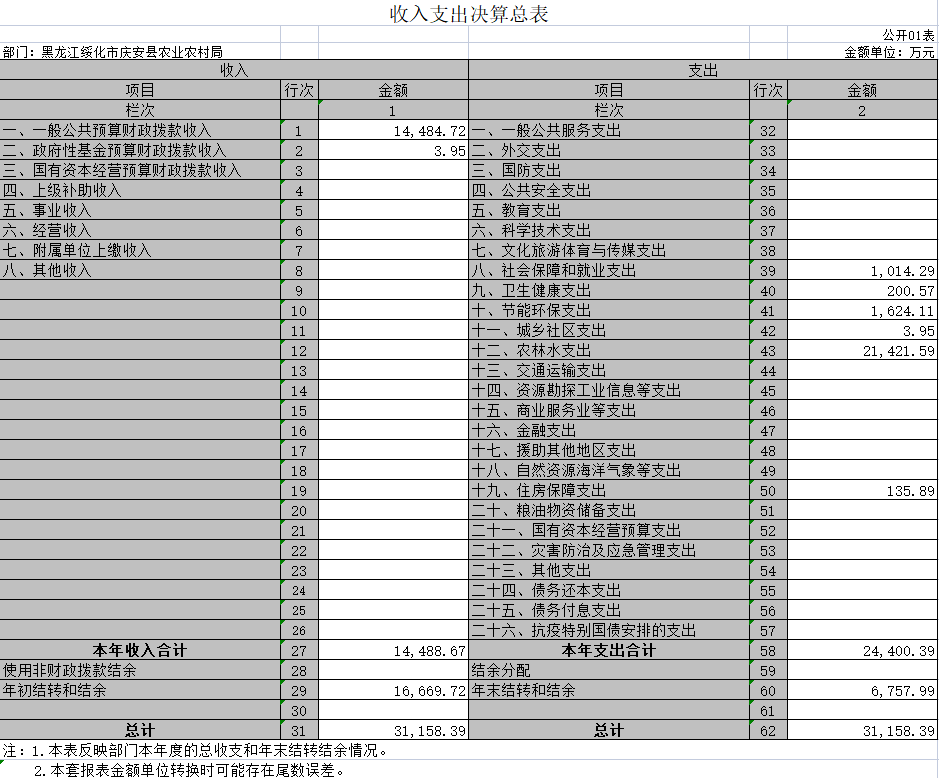 收入支出决算总表
公开01表
部门：黑龙江绥化市庆安县农业农村局 金额单位：万元
收入 支出
项目 行次 金额 项目 行次 金额
栏次 1 栏次 2
一、一般公共预算财政拨款收入 1 14,484.72 一、一般公共服务支出 32
二、政府性基金预算财政拨款收入 2 3.95 二、外交支出 33
三、国有资本经营预算财政拨款收入 3 三、国防支出 34
四、上级补助收入 4 四、公共安全支出 35
五、事业收入 5 五、教育支出 36
六、经营收入 6 六、科学技术支出 37
七、附属单位上缴收入 7 七、文化旅游体育与传媒支出 38
八、其他收入 8 八、社会保障和就业支出 39 1,014.29
9 九、卫生健康支出 40 200.57
10 十、节能环保支出 41 1,624.11
11 十一、城乡社区支出 42 3.95
12 十二、农林水支出 43 21,421.59
13 十三、交通运输支出 44
14 十四、资源勘探工业信息等支出 45
15 十五、商业服务业等支出 46
16 十六、金融支出 47
17 十七、援助其他地区支出 48
18 十八、自然资源海洋气象等支出 49
19 十九、住房保障支出 50 135.89
20 二十、粮油物资储备支出 51
21 二十一、国有资本经营预算支出 52
22 二十二、灾害防治及应急管理支出 53
23 二十三、其他支出 54
24 二十四、债务还本支出 55
25 二十五、债务付息支出 56
26 二十六、抗疫特别国债安排的支出 57
本年收入合计 27 14,488.67 本年支出合计 58 24,400.39
使用非财政拨款结余 28 结余分配 59
年初结转和结余 29 16,669.72 年末结转和结余 60 6,757.99
30 61
总计 31 31,158.39 总计 62 31,158.39
注：1.本表反映部门本年度的总收支和年末结转结余情况。
2.本套报表金额单位转换时可能存在尾数误差。